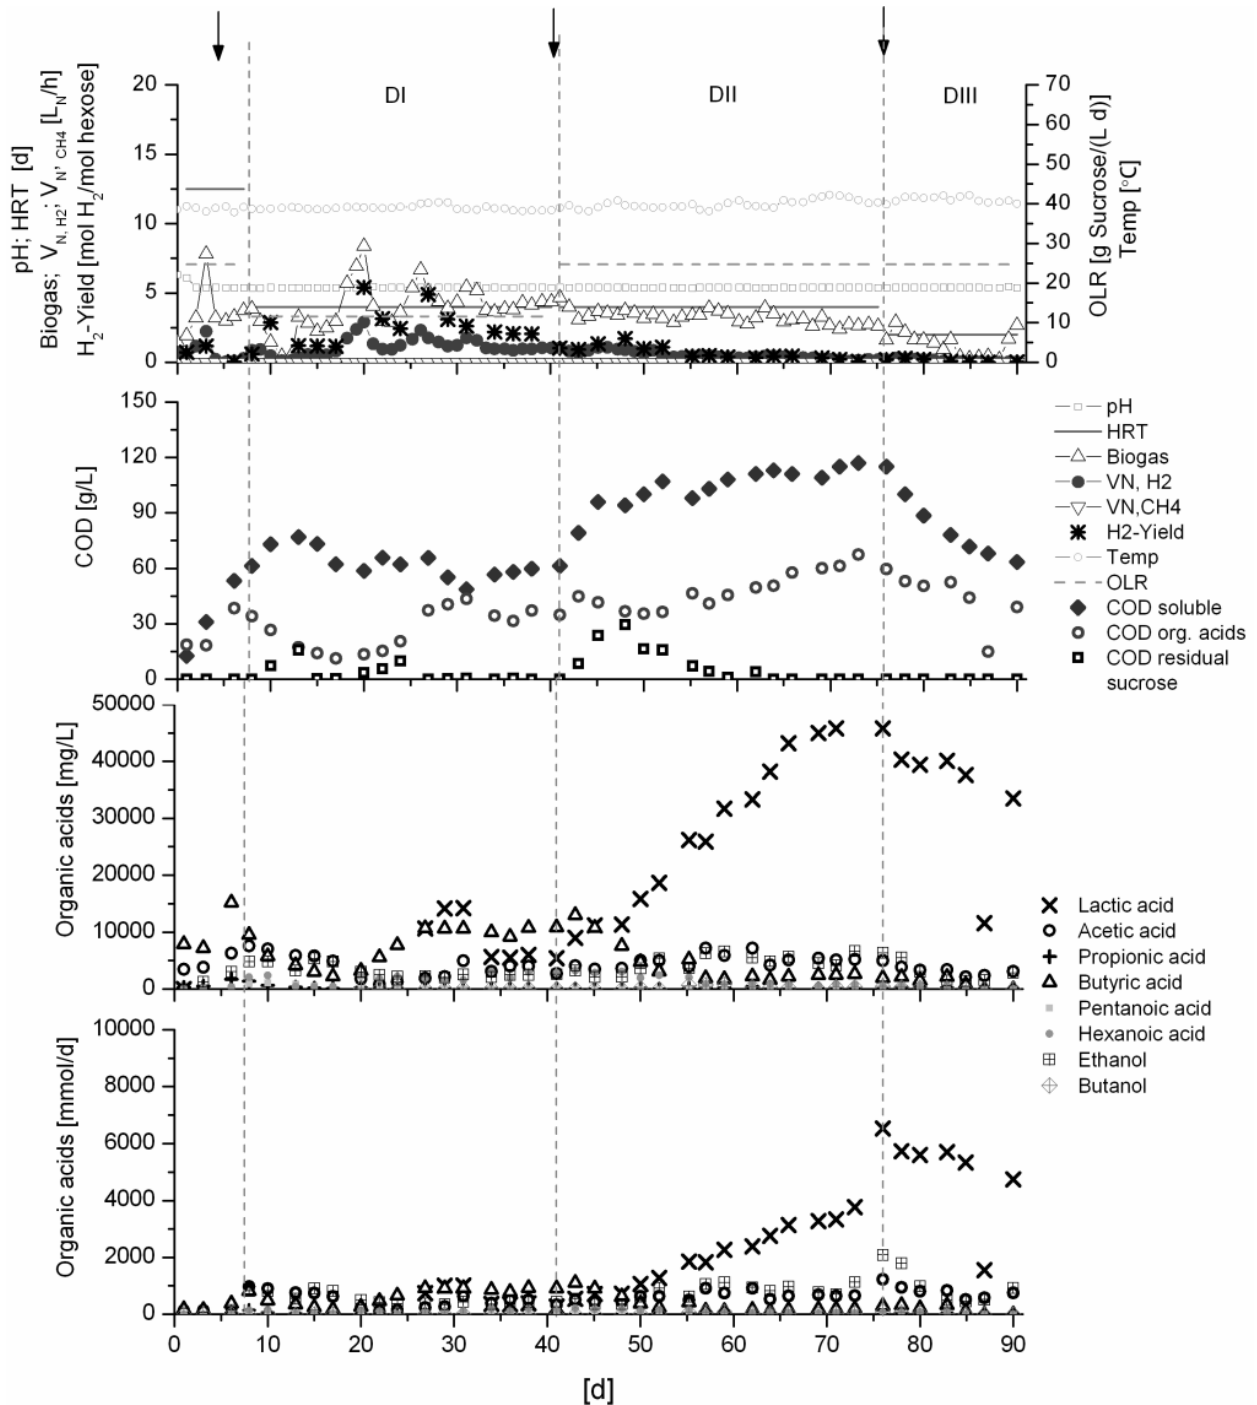 DI
DII
DIII
pH; HRT [d]
Biogas; V N, H2; V N, CH4 [L N/h]
H2-Yield [mol H2/mol hexose]
20
15
10
5
0
70
60
50
40
30
20
10
0
OLR [g Sucrose/(L d)
Temp [°C]
COD [g/L]
150
120
90
60
30
0
pH
HRT
Biogas
VN, H2
VN,CH4
H2-Yield
Temp
OLR
COD soluble
COD org. acids
COD residual
sucrose
Organic acids [mg/L]
50000
40000
30000
20000
10000
0
Lactic acid
Acetic acid
Propionic acid
Butyric acid
Pentanoic acid
Hexanoic acid
Ethanol
Butanol
Organic acids [mmol/d]
10000
8000
6000
4000
2000
0
0 10 20 30 40 50 60 70 80 90
[d]